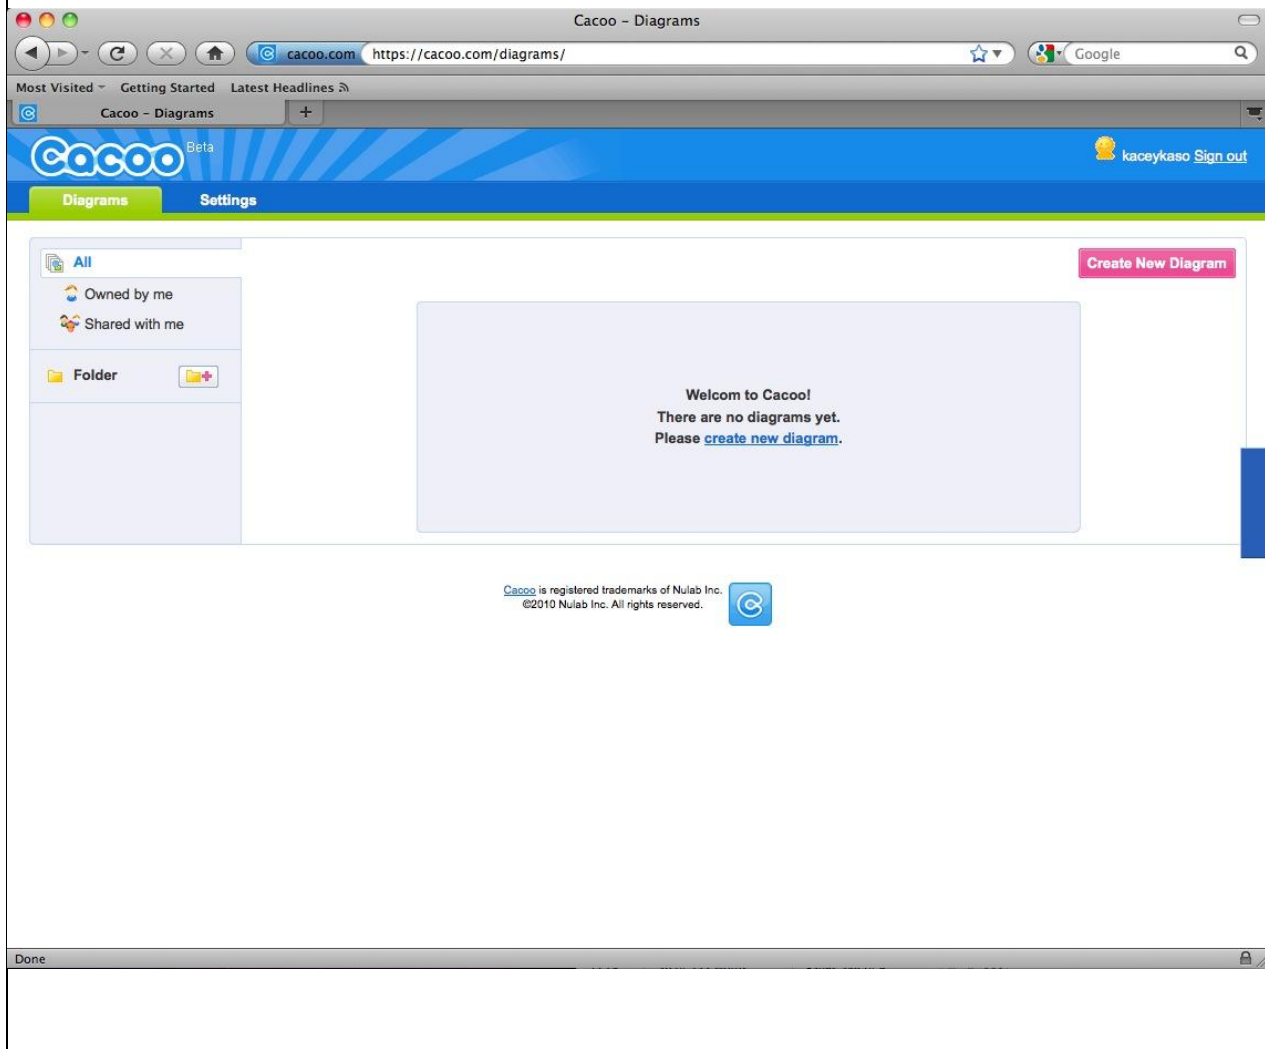 Cacoo – Diagrams
cacoo.com https://cacoo.com/diagrams/ Google
Most Visited Getting Started Latest Headlines
Cacoo – Diagrams +
Cacoo Beta
kaceykaso Sign out
Diagrams Settings
All
Create New Diagram
Owned by me
Shared with me
Folder
Welcom to Cacoo!
There are no diagrams yet.
Please create new diagram.
Cacoo is registered trademarks of Nulab Inc.
©2010 Nulab Inc. All rights reserved.
Done